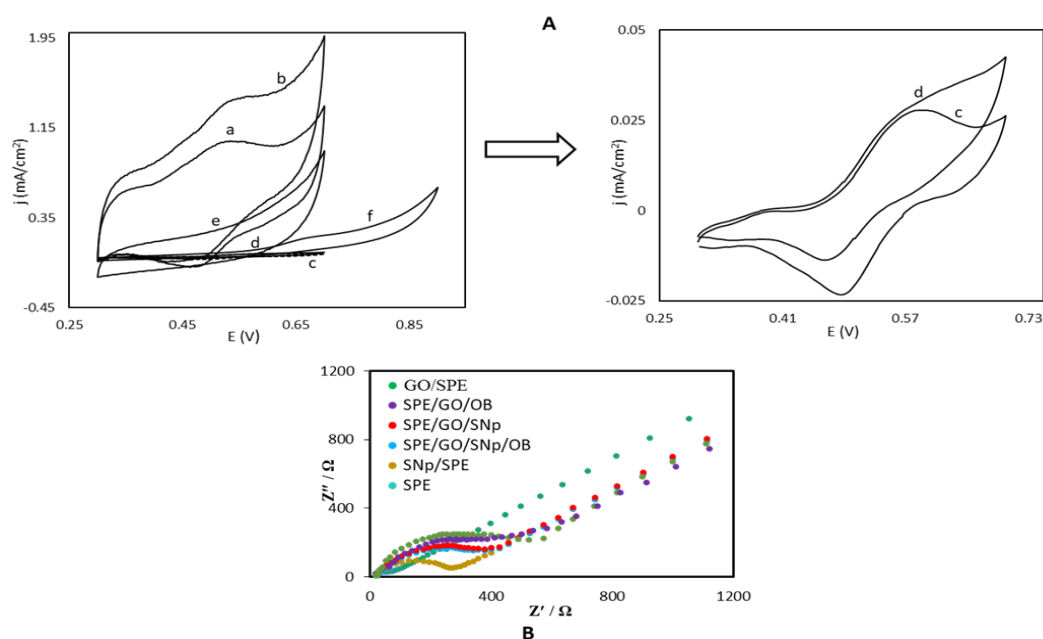 A
1.95
1.15
0.35
-0.45
j (mA/cm²)
0.25
0.45
0.65
0.85
E (V)
b
a
e
d
f
c
0.05
0.025
0
-0.025
j (mA/cm²)
0.25
0.41
0.57
0.73
E (V)
d
c
1200
800
400
0
Z″ / Ω
GO/SPE
SPE/GO/OB
SPE/GO/SNp
SPE/GO/SNp/OB
SNp/SPE
SPE
0
400
800
1200
Z′ / Ω
B